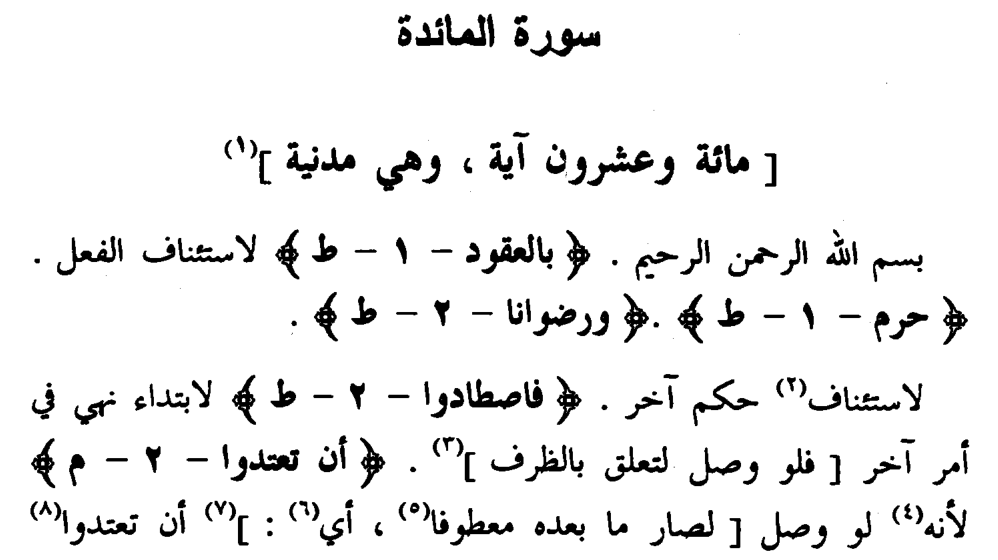 سورة المائدة
[ مائة وعشرون آية ، وهي مدنية ](١)
بسم الله الرحمن الرحيم . ﴿ بالعقود – ١ – ط ﴾ لاستئناف الفعل .
﴿ حرم – ١ – ط ﴾ .﴿ ورضوانا – ٢ – ط ﴾ .
لاستئناف(٢) حكم آخر . ﴿ فاصطادوا – ٢ – ط ﴾ لابتداء نهي في
أمر آخر [ فلو وصل لتعلق بالظرف ](٣) . ﴿ أن تعتدوا – ٢ – م ﴾
لأنه(٤) لو وصل [ لصار ما بعده معطوفا(٥) ، أي(٦) : ](٧) أن تعتدوا(٨)